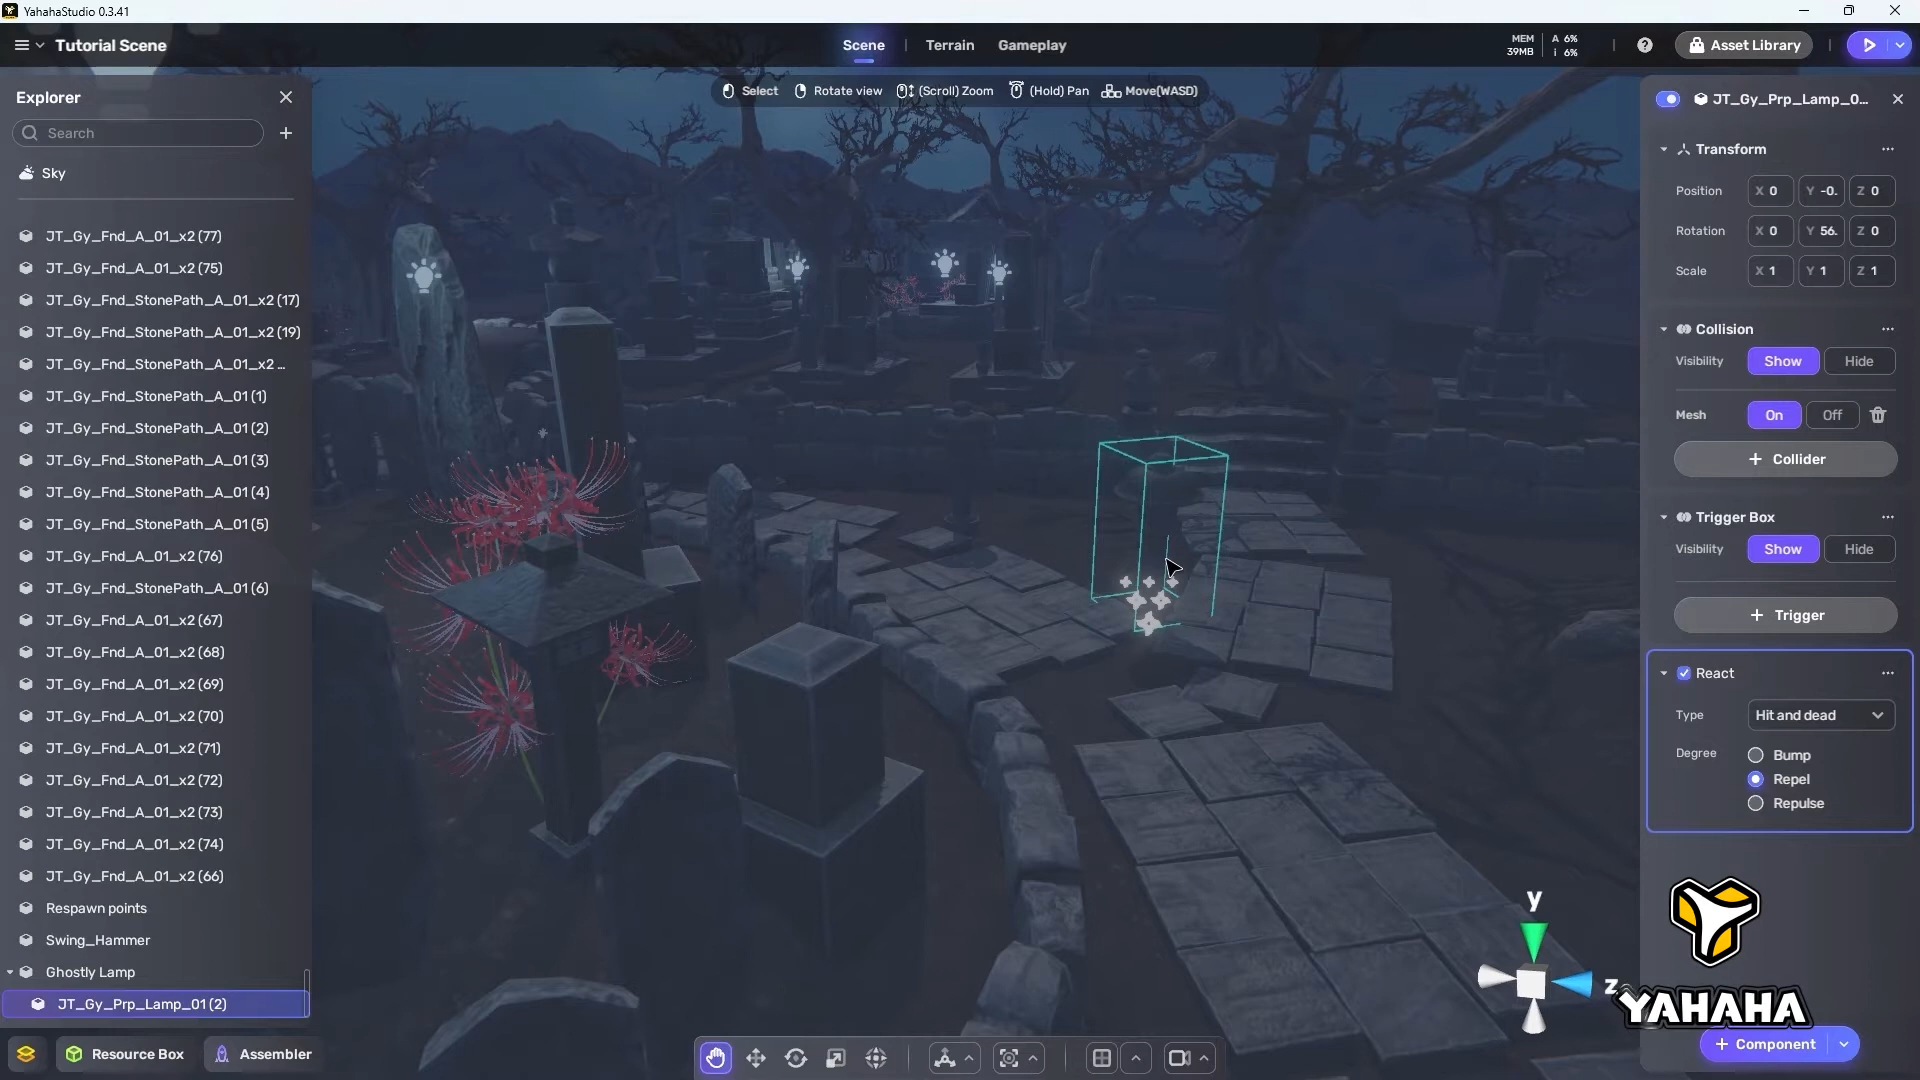 YahahaStudio 0.3.41
Tutorial Scene
Scene
Terrain
Gameplay
MEM
39MB
A 6%
i 6%
?
Asset Library
Select
Rotate view
(Scroll) Zoom
(Hold) Pan
Move(WASD)
Explorer
Search
Sky
JT_Gy_Fnd_A_01_x2 (77)
JT_Gy_Fnd_A_01_x2 (75)
JT_Gy_Fnd_StonePath_A_01_x2 (17)
JT_Gy_Fnd_StonePath_A_01_x2 (19)
JT_Gy_Fnd_StonePath_A_01_x2 ...
JT_Gy_Fnd_StonePath_A_01 (1)
JT_Gy_Fnd_StonePath_A_01 (2)
JT_Gy_Fnd_StonePath_A_01 (3)
JT_Gy_Fnd_StonePath_A_01 (4)
JT_Gy_Fnd_StonePath_A_01 (5)
JT_Gy_Fnd_A_01_x2 (76)
JT_Gy_Fnd_StonePath_A_01 (6)
JT_Gy_Fnd_A_01_x2 (67)
JT_Gy_Fnd_A_01_x2 (68)
JT_Gy_Fnd_A_01_x2 (69)
JT_Gy_Fnd_A_01_x2 (70)
JT_Gy_Fnd_A_01_x2 (71)
JT_Gy_Fnd_A_01_x2 (72)
JT_Gy_Fnd_A_01_x2 (73)
JT_Gy_Fnd_A_01_x2 (74)
JT_Gy_Fnd_A_01_x2 (66)
Respawn points
Swing_Hammer
Ghostly Lamp
JT_Gy_Prp_Lamp_01 (2)
Resource Box
Assembler
JT_Gy_Prp_Lamp_0...
Transform
Position X 0 Y -0. Z 0
Rotation X 0 Y 56. Z 0
Scale X 1 Y 1 Z 1
Collision
Visibility Show Hide
Mesh On Off
+ Collider
Trigger Box
Visibility Show Hide
+ Trigger
React
Type Hit and dead
Degree Bump
Repel
Repulse
y
z
YAHAHA
+ Component